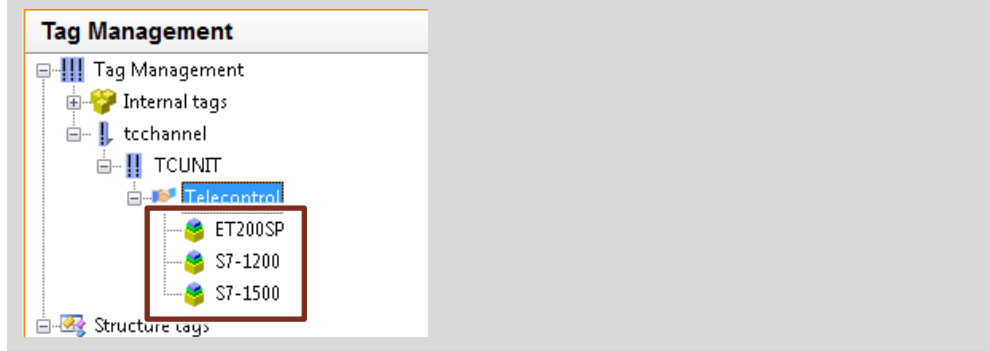 Tag Management
Tag Management
Internal tags
tcchannel
TCUNIT
Telecontrol
ET200SP
S7-1200
S7-1500
Structure tags